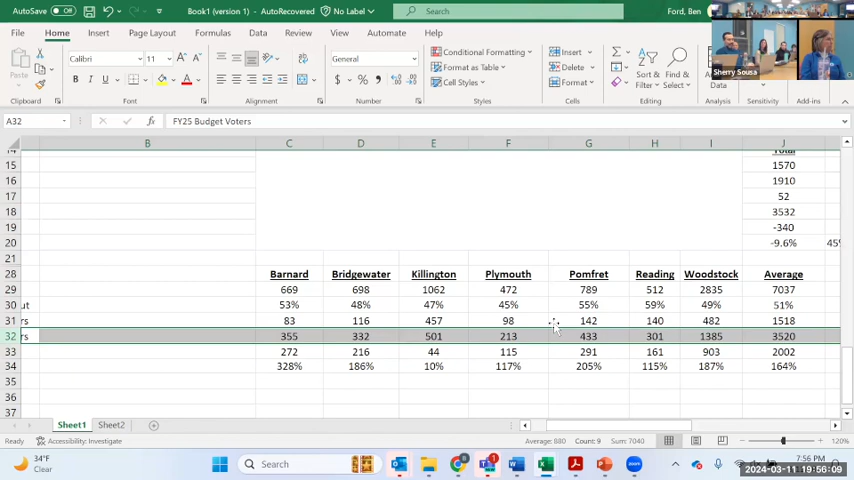 AutoSave Off Book1 (version 1) • AutoRecovered No Label Search Ford, Ben
File Home Insert Page Layout Formulas Data Review View Automate
Calibri 11 General Conditional Formatting Insert
Paste Format as Table Delete Sort & Find &
Cell Styles Format Filter Select
Clipboard Font Alignment Number Styles Cells Editing Analysis Sensitivity Add-ins
Sherry Sousa
A32 FY25 Budget Voters
B C D E F G H I J
14 Total
15 1570
16 1910
17 52
18 3532
19 -340
20 -9.6% 45
21
28 Barnard Bridgewater Killington Plymouth Pomfret Reading Woodstock Average
29 669 698 1062 472 789 512 2835 7037
30 ut 53% 48% 47% 45% 55% 59% 49% 51%
31 rs 83 116 457 98 142 140 482 1518
32 rs 355 332 501 213 433 301 1385 3520
33 272 216 44 115 291 161 903 2002
34 328% 186% 10% 117% 205% 115% 187% 164%
35
36
37
Sheet1 Sheet2
Ready Accessibility: Investigate Average: 880 Count: 9 Sum: 7040 120%
34°F
Clear
Search
7:56 PM
2024-03-11 19:56:09